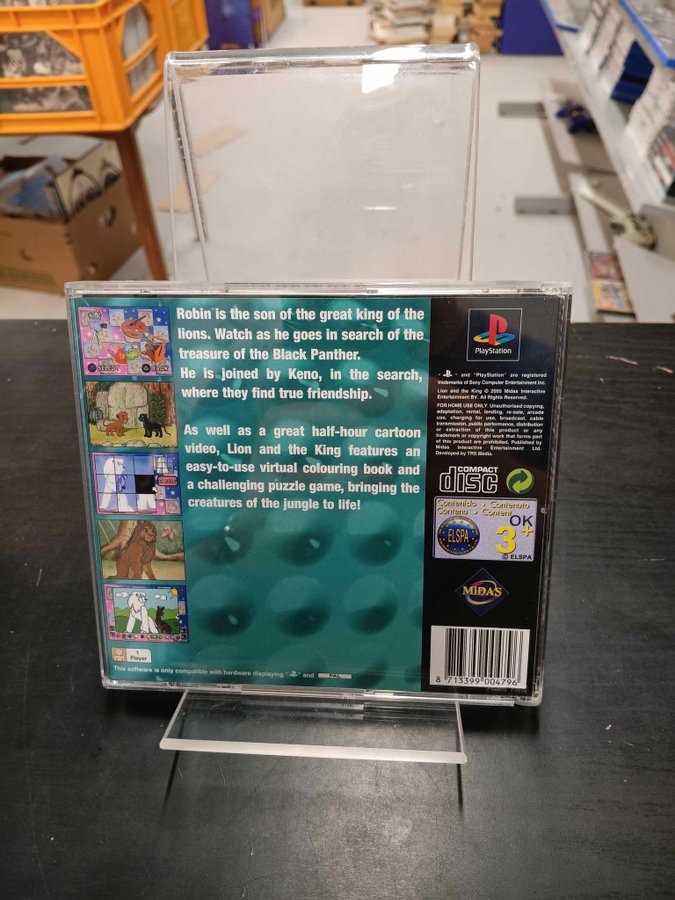 Robin is the son of the great king of the
lions. Watch as he goes in search of the
treasure of the Black Panther.
He is joined by Keno, in the search,
where they find true friendship.
As well as a great half-hour cartoon
video, Lion and the King features an
easy-to-use virtual colouring book and
a challenging puzzle game, bringing the
creatures of the jungle to life!
SELECT
BACK
1
Player
This software is only compatible with hardware displaying " " and PAL
PlayStation
" " and "PlayStation" are registered
trademarks of Sony Computer Entertainment Inc.
Lion and the King © 2000 Midas Interactive
Entertainment BV. All Rights Reserved.
FOR HOME USE ONLY. Unauthorised copying,
adaptation, rental, lending, re-sale, arcade
use, charging for use, broadcast, cable
transmission, public performance, distribution
or extraction of this product or any
trademark or copyright work that forms part
of this product are prohibited. Published by
Midas Interactive Entertainment Ltd.
Developed by TRG Media.
COMPACT
disc
Contenido • Contenuto
Contenu • Content
ELSPA
OK
3+
© ELSPA
MiDAS
8 713399 004796